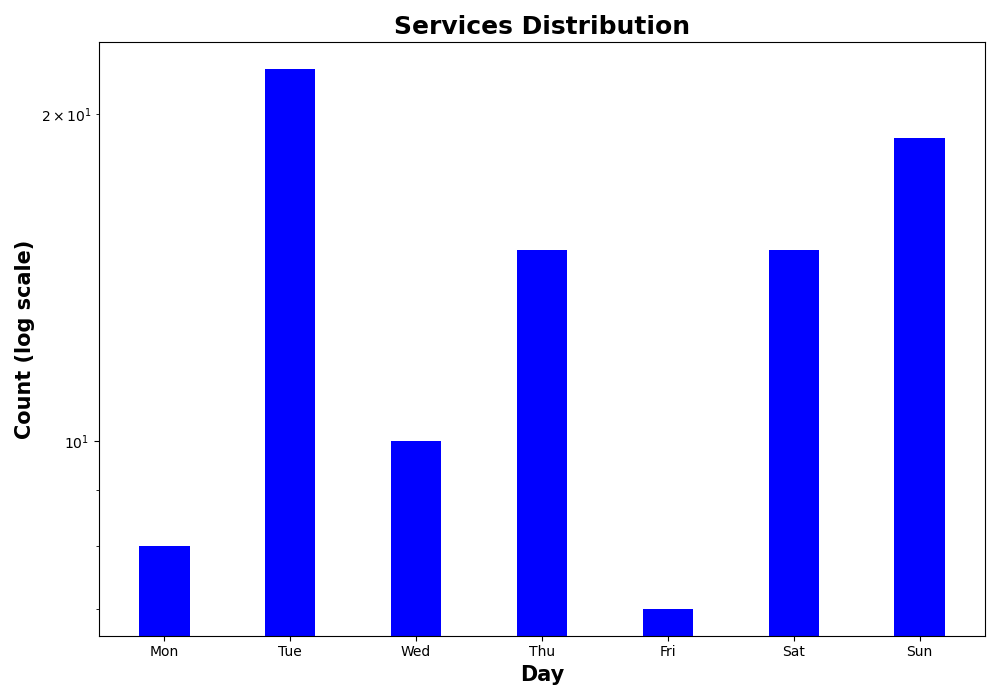 Services Distribution
Count (log scale)
2 × 10¹
10¹
Mon Tue Wed Thu Fri Sat Sun
Day